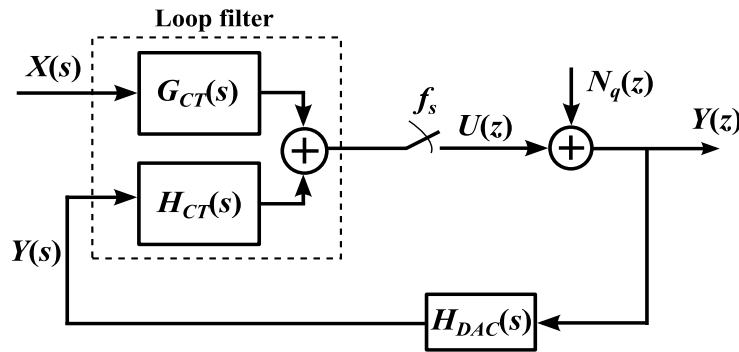 Loop filter
X(s)
G_CT(s)
f_s
N_q(z)
U(z)
Y(z)
H_CT(s)
Y(s)
H_DAC(s)